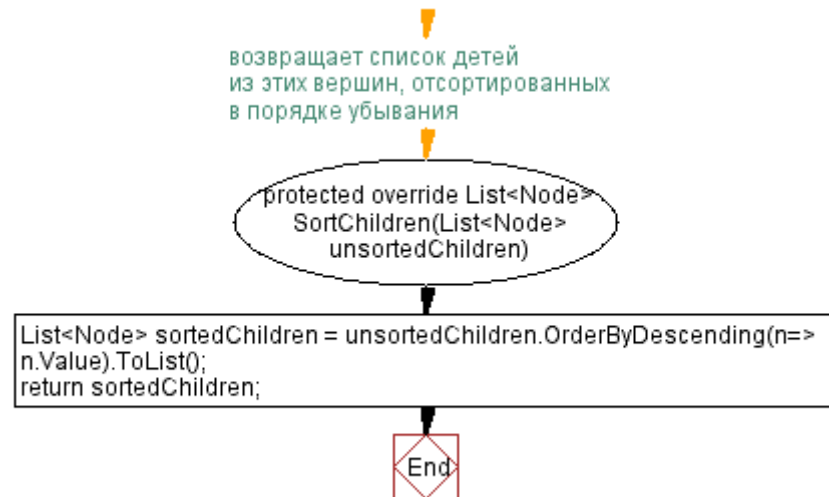 возвращает список детей
из этих вершин, отсортированных
в порядке убывания
protected override List<Node>
SortChildren(List<Node>
unsortedChildren)
List<Node> sortedChildren = unsortedChildren.OrderByDescending(n=>
n.Value).ToList();
return sortedChildren;
End